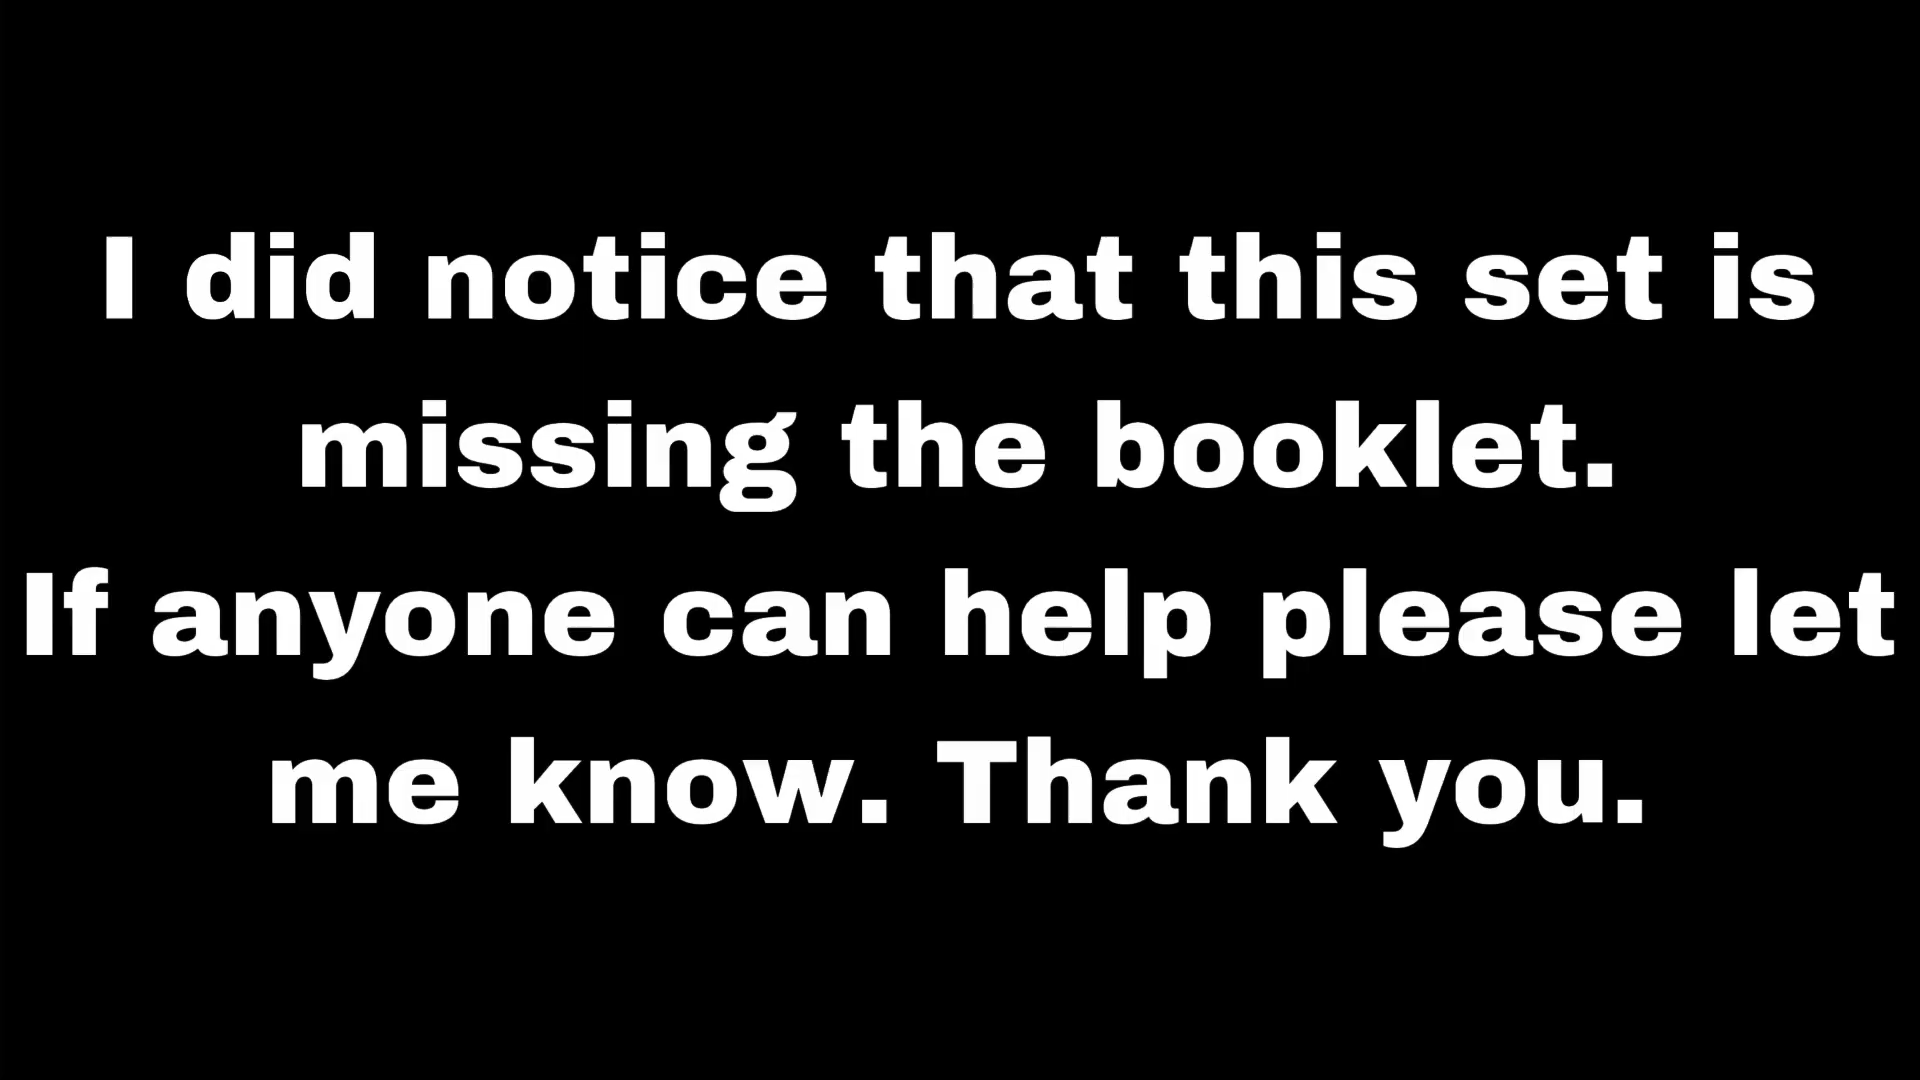 I did notice that this set is
missing the booklet.
If anyone can help please let
me know. Thank you.